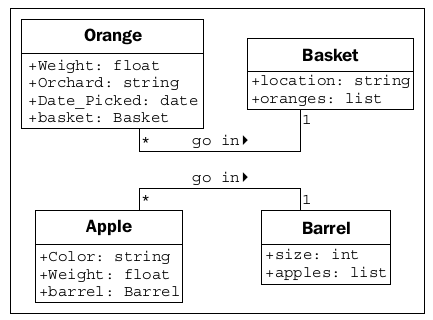 Orange
+Weight: float
+Orchard: string
+Date_Picked: date
+basket: Basket
Basket
+location: string
+oranges: list
* go in 1
go in
* 1
Apple
+Color: string
+Weight: float
+barrel: Barrel
Barrel
+size: int
+apples: list